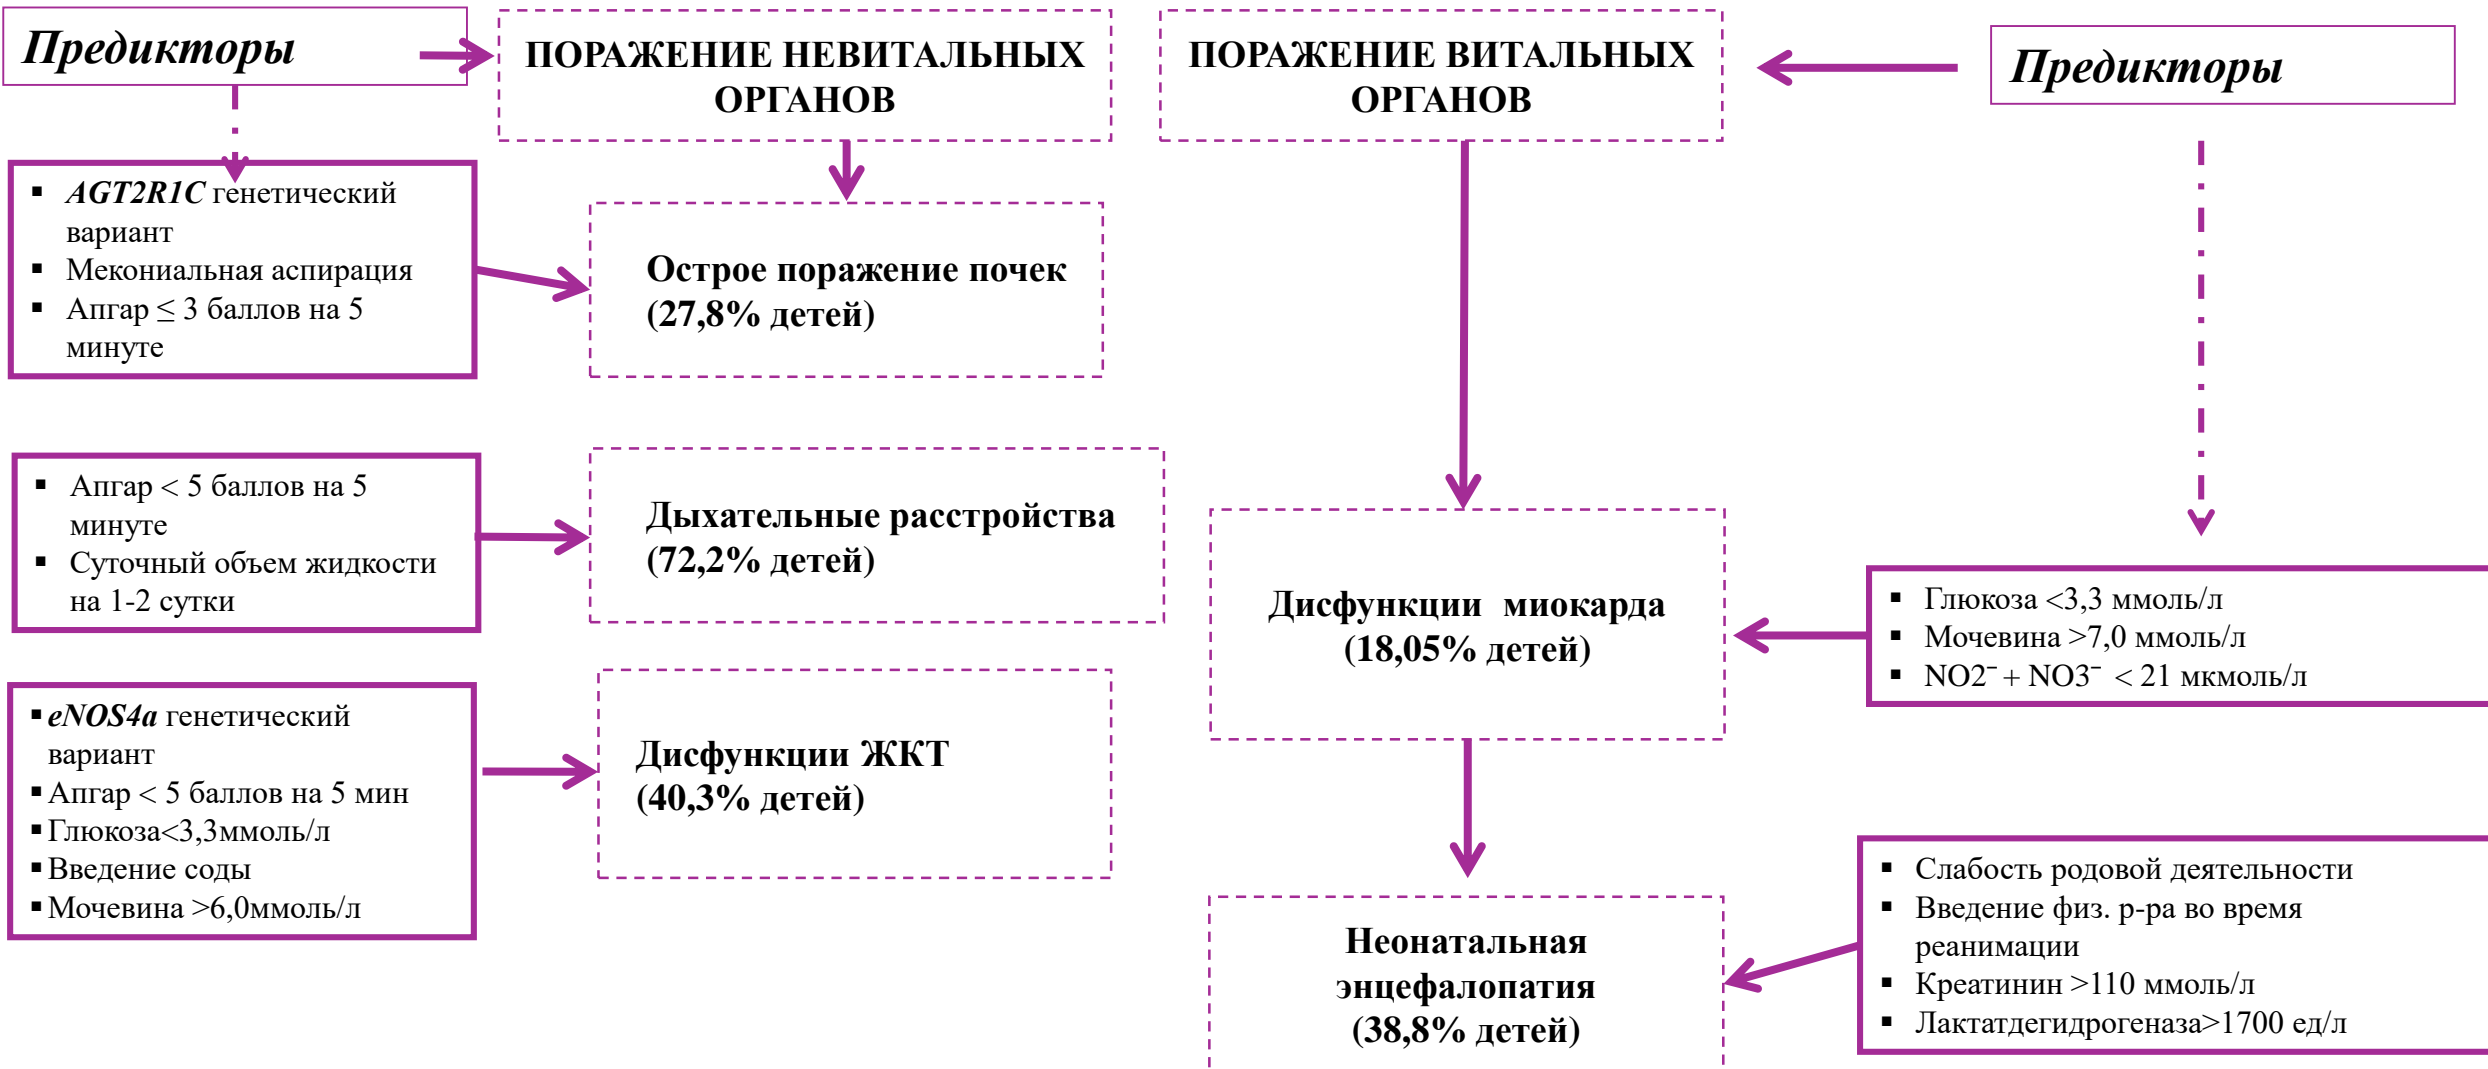 Предикторы
ПОРАЖЕНИЕ НЕВИТАЛЬНЫХ
ОРГАНОВ
ПОРАЖЕНИЕ ВИТАЛЬНЫХ
ОРГАНОВ
Предикторы
▪ AGT2R1C генетический
вариант
▪ Мекониальная аспирация
▪ Апгар ≤ 3 баллов на 5
минуте
Острое поражение почек
(27,8% детей)
▪ Апгар < 5 баллов на 5
минуте
▪ Суточный объем жидкости
на 1-2 сутки
Дыхательные расстройства
(72,2% детей)
Дисфункции миокарда
(18,05% детей)
▪ Глюкоза <3,3 ммоль/л
▪ Мочевина >7,0 ммоль/л
▪ NO2⁻ + NO3⁻ < 21 мкмоль/л
▪ eNOS4a генетический
вариант
▪ Апгар < 5 баллов на 5 мин
▪ Глюкоза<3,3ммоль/л
▪ Введение соды
▪ Мочевина >6,0ммоль/л
Дисфункции ЖКТ
(40,3% детей)
Неонатальная
энцефалопатия
(38,8% детей)
▪ Слабость родовой деятельности
▪ Введение физ. р-ра во время
реанимации
▪ Креатинин >110 ммоль/л
▪ Лактатдегидрогеназа>1700 ед/л